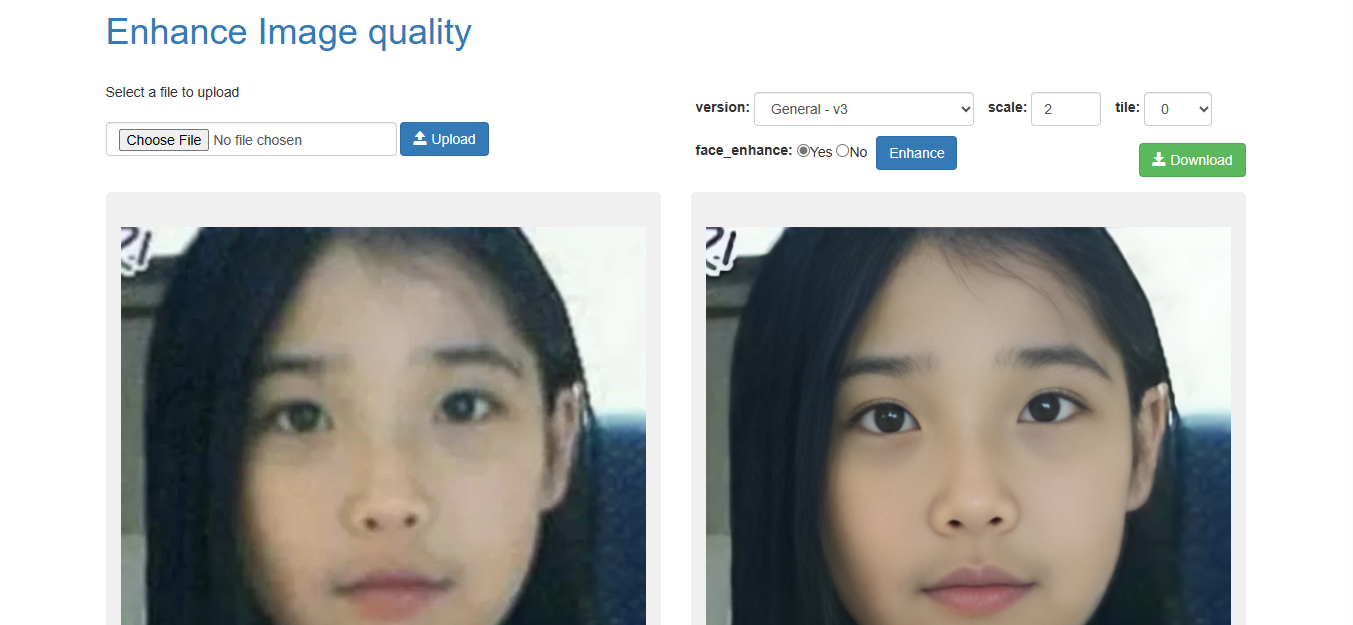 Enhance Image quality
Select a file to upload
Choose File No file chosen Upload
version: General - v3 scale: 2 tile: 0
face_enhance: Yes No Enhance
Download